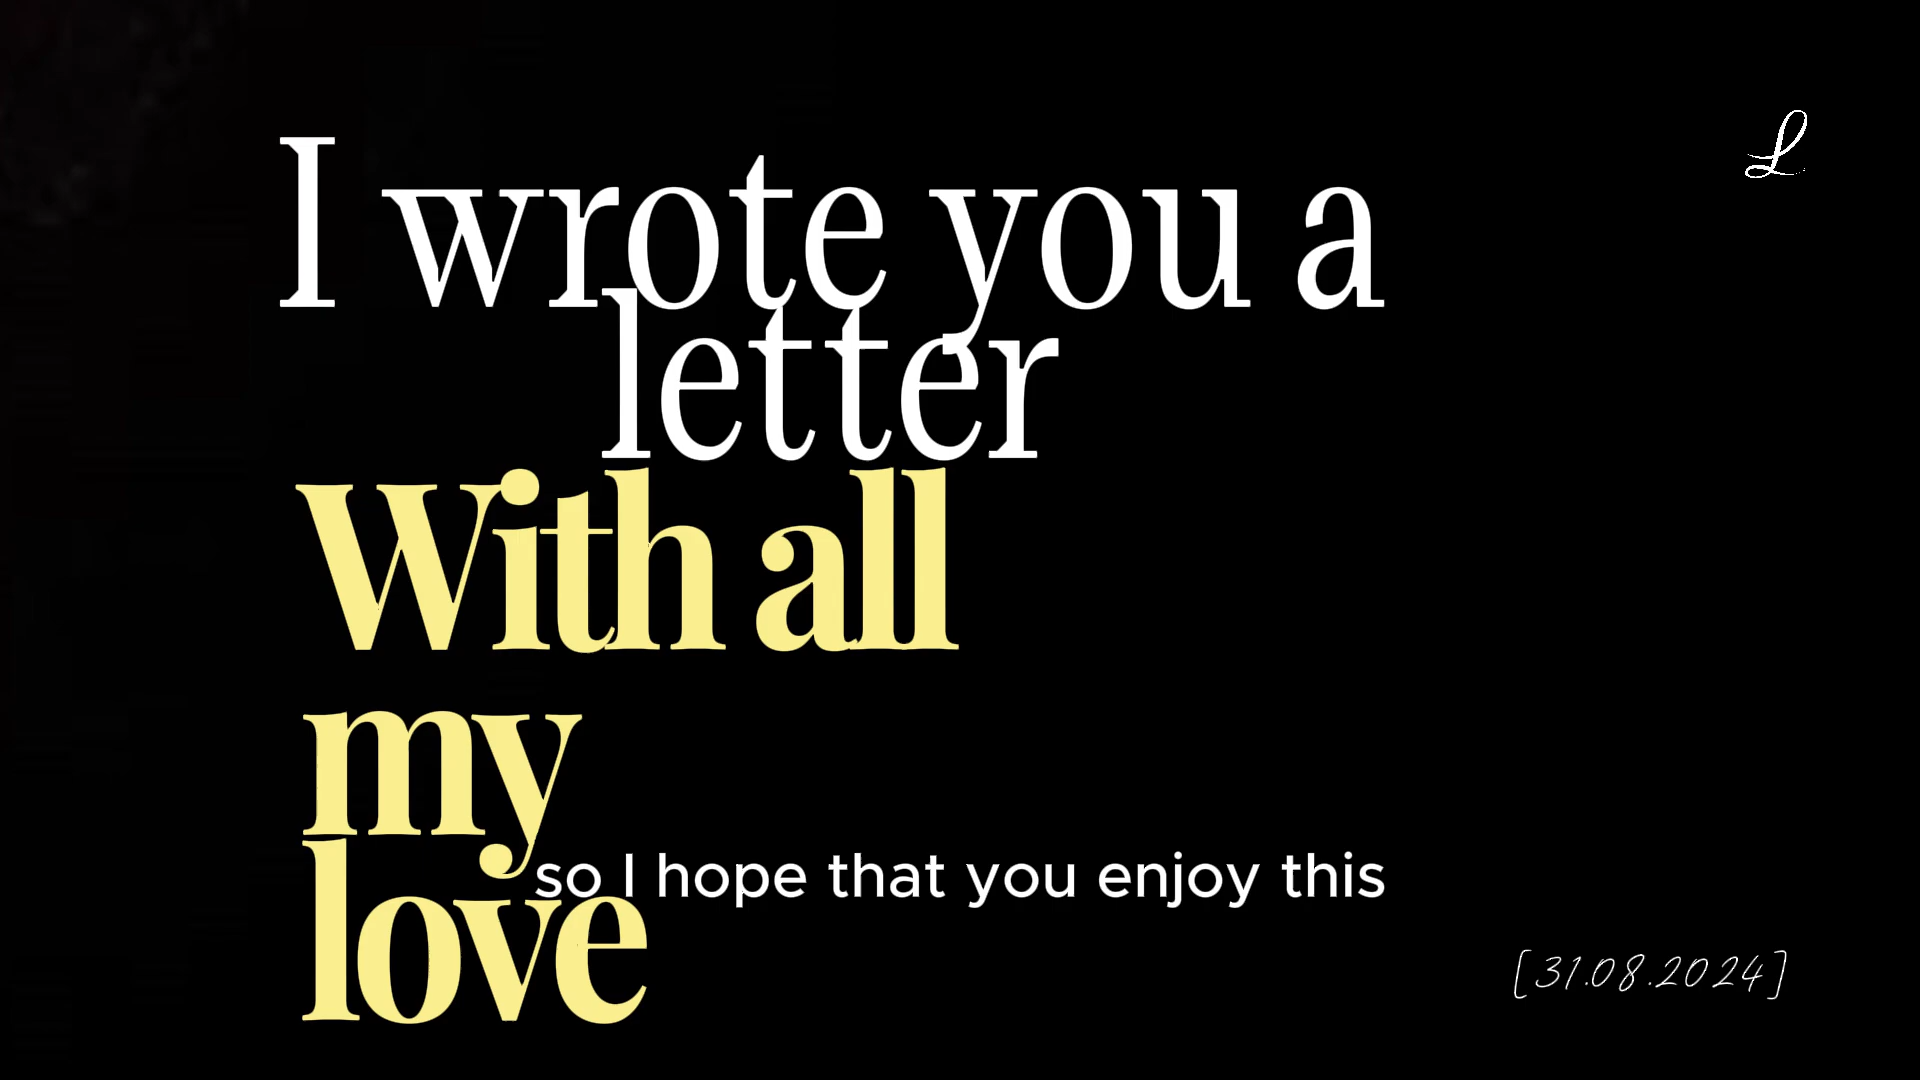 L
I wrote you a
letter
With all
my
love
so I hope that you enjoy this
[31.08.2024]